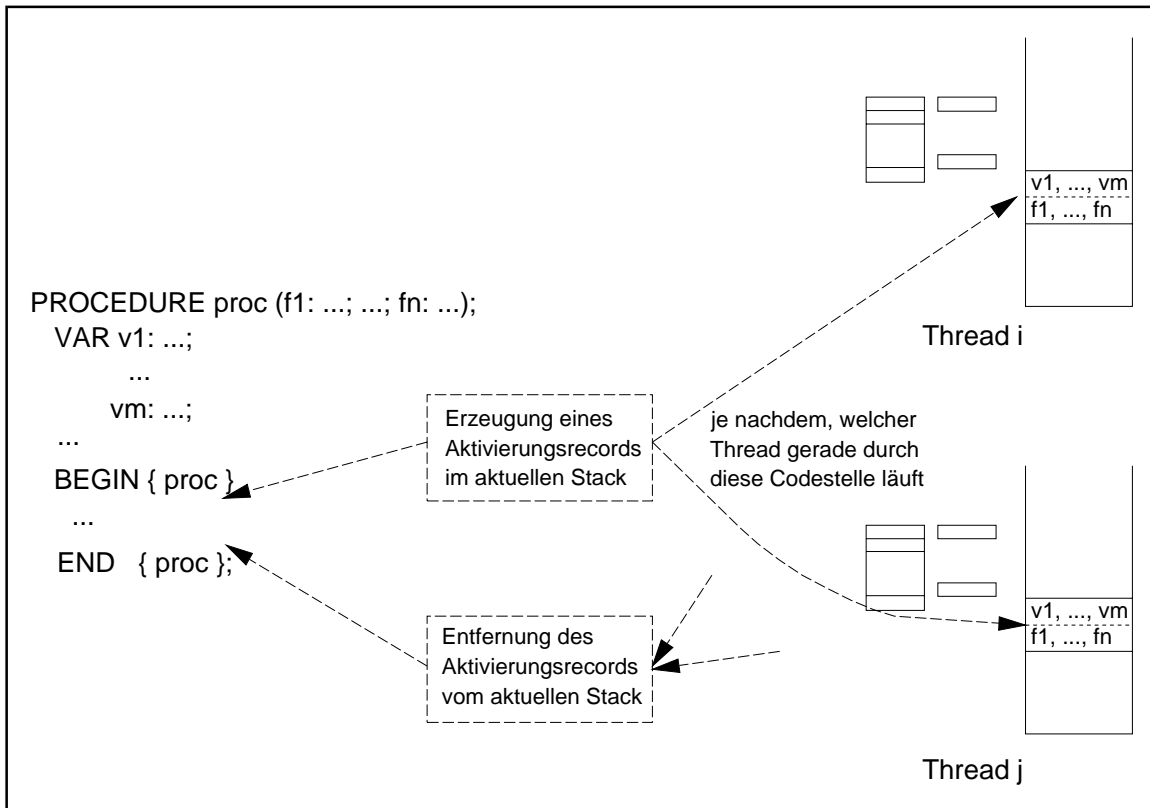 PROCEDURE proc (f1: ...; ...; fn: ...);
VAR v1: ...;
...
vm: ...;
...
BEGIN { proc }
...
END { proc };
Erzeugung eines
Aktivierungsrecords
im aktuellen Stack
je nachdem, welcher
Thread gerade durch
diese Codestelle läuft
Entfernung des
Aktivierungsrecords
vom aktuellen Stack
v1, ..., vm
f1, ..., fn
Thread i
v1, ..., vm
f1, ..., fn
Thread j